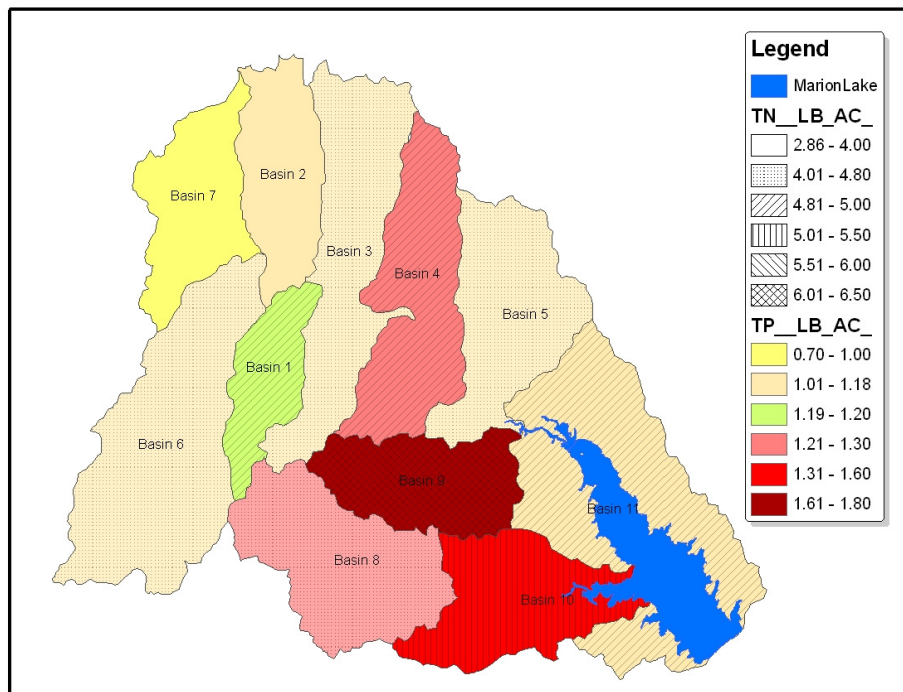 Legend
MarionLake
TN__LB_AC_
2.86 - 4.00
4.01 - 4.80
4.81 - 5.00
5.01 - 5.50
5.51 - 6.00
6.01 - 6.50
TP__LB_AC_
0.70 - 1.00
1.01 - 1.18
1.19 - 1.20
1.21 - 1.30
1.31 - 1.60
1.61 - 1.80
Basin 2
Basin 7
Basin 3
Basin 4
Basin 5
Basin 1
Basin 6
Basin 9
Basin 11
Basin 8
Basin 10